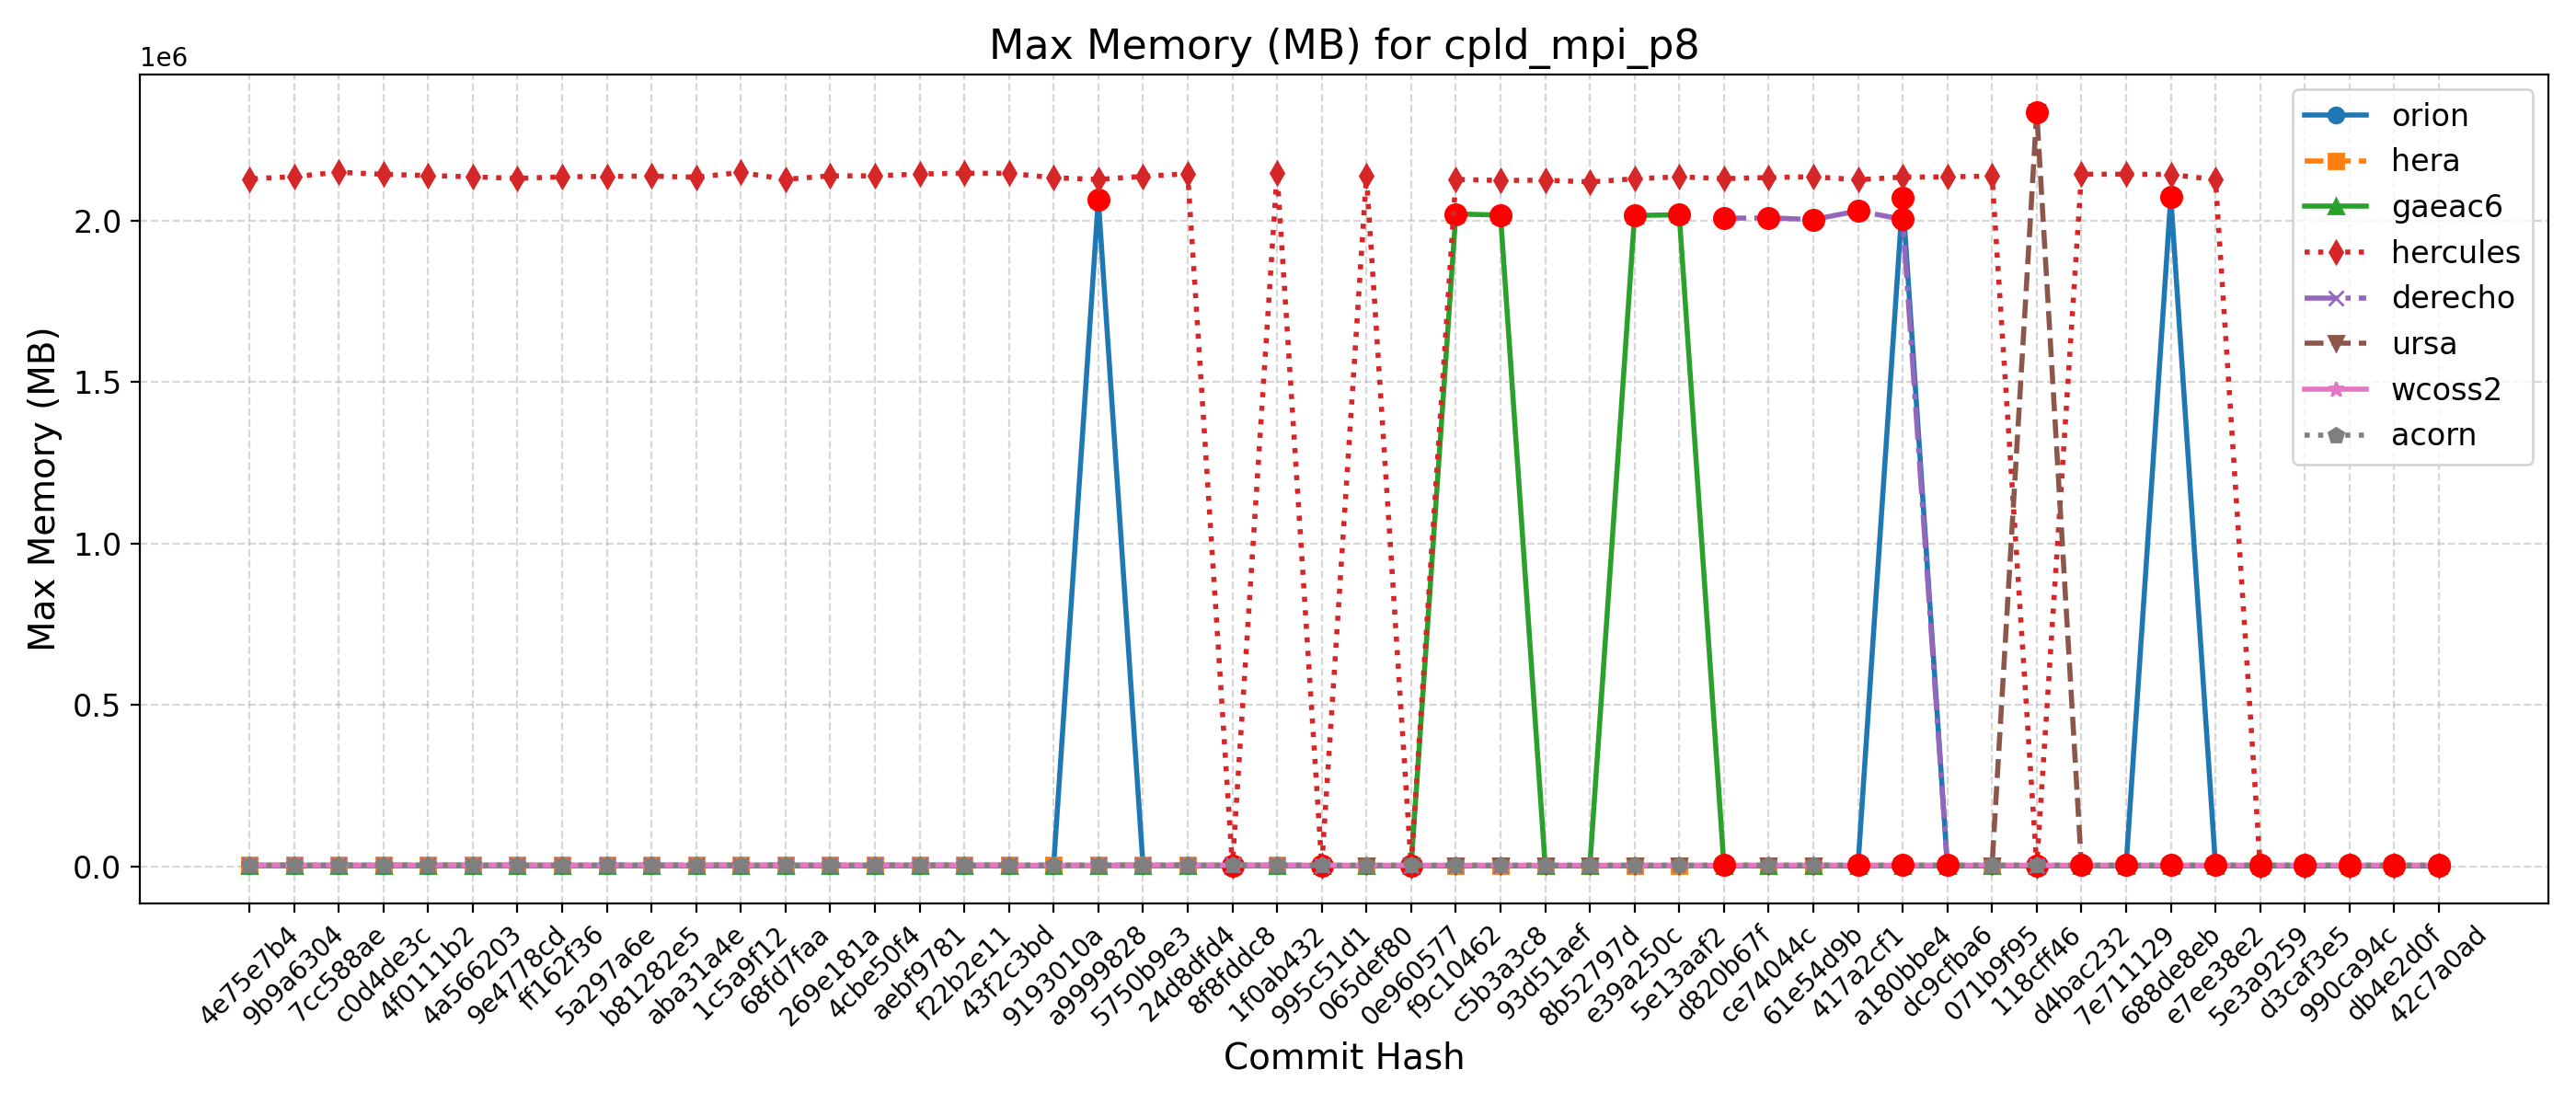 Max Memory (MB) for cpld_mpi_p8
1e6
2.0
1.5
1.0
0.5
0.0
Max Memory (MB)
orion
hera
gaeac6
hercules
derecho
ursa
wcoss2
acorn
4e75e7b4
9b9a6304
7cc588ae
c0d4de3c
4f0111b2
4a566203
9e4778cd
ff162f36
5a297a6e
b81282e5
aba31a4e
1c5a9f12
68fd7faa
269e181a
4cbe50f4
aebf9781
f22b2e11
43f2c3bd
9193010a
a9999828
5750b9e3
24d8dfd4
8f8fddc8
1f0ab432
995c51d1
065def80
0e960577
f9c10462
c5b3a3c8
93d51aef
8b52797d
e39a250c
5e13aaf2
d820b67f
ce74044c
61e54d9b
417a2cf1
a180bbe4
dc9cfba6
071b9f95
118cff46
d4bac232
7e711129
688de8eb
e7ee38e2
5e3a9259
d3caf3e5
990ca94c
db4e2d0f
42c7a0ad
Commit Hash